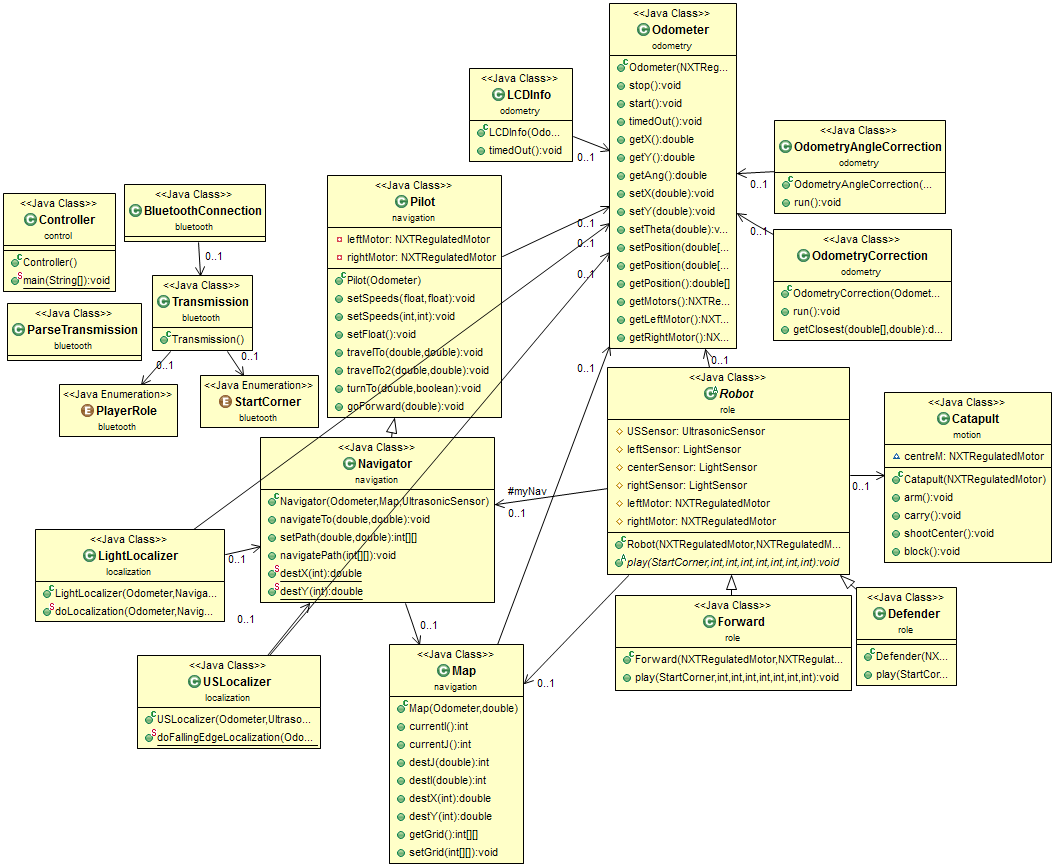 <<Java Class>>
Odometer
odometry
Odometer(NXTReg...
stop():void
start():void
timedOut():void
getX():double
getY():double
getAng():double
setX(double):void
setY(double):void
setTheta(double):v...
setPosition(double[...
getPosition(double[...
getPosition():double[]
getMotors():NXTRe...
getLeftMotor():NXT...
getRightMotor():NX...
<<Java Class>>
LCDInfo
odometry
LCDInfo(Odo...
timedOut():void
0..1
<<Java Class>>
OdometryAngleCorrection
odometry
OdometryAngleCorrection(...
run():void
0..1
<<Java Class>>
OdometryCorrection
odometry
OdometryCorrection(Odomet...
run():void
getClosest(double[],double):d...
0..1
<<Java Class>>
Pilot
navigation
leftMotor: NXTRegulatedMotor
rightMotor: NXTRegulatedMotor
Pilot(Odometer)
setSpeeds(float,float):void
setSpeeds(int,int):void
setFloat():void
travelTo(double,double):void
travelTo2(double,double):void
turnTo(double,boolean):void
goForward(double):void
0..1
0..1
0..1
0..1
0..1
<<Java Class>>
Controller
control
Controller()
main(String[]):void
<<Java Class>>
BluetoothConnection
bluetooth
0..1
<<Java Class>>
Transmission
bluetooth
Transmission()
<<Java Class>>
ParseTransmission
bluetooth
0..1
0..1
<<Java Enumeration>>
PlayerRole
bluetooth
<<Java Enumeration>>
StartCorner
bluetooth
<<Java Class>>
Robot
role
USSensor: UltrasonicSensor
leftSensor: LightSensor
centerSensor: LightSensor
rightSensor: LightSensor
leftMotor: NXTRegulatedMotor
rightMotor: NXTRegulatedMotor
Robot(NXTRegulatedMotor,NXTRegulatedM...
play(StartCorner,int,int,int,int,int,int,int):void
0..1
<<Java Class>>
Catapult
motion
centreM: NXTRegulatedMotor
Catapult(NXTRegulatedMotor)
arm():void
carry():void
shootCenter():void
block():void
<<Java Class>>
Navigator
navigation
Navigator(Odometer,Map,UltrasonicSensor)
navigateTo(double,double):void
setPath(double,double):int[][]
navigatePath(int[][]):void
destX(int):double
destY(int):double
#myNav
0..1
<<Java Class>>
LightLocalizer
localization
LightLocalizer(Odometer,Naviga...
doLocalization(Odometer,Navig...
0..1
0..1
<<Java Class>>
USLocalizer
localization
USLocalizer(Odometer,Ultraso...
doFallingEdgeLocalization(Odo...
0..1
<<Java Class>>
Map
navigation
Map(Odometer,double)
currentI():int
currentJ():int
destJ(double):int
destI(double):int
destX(int):double
destY(int):double
getGrid():int[][]
setGrid(int[][]):void
0..1
<<Java Class>>
Forward
role
Forward(NXTRegulatedMotor,NXTRegulat...
play(StartCorner,int,int,int,int,int,int,int):void
<<Java Class>>
Defender
role
Defender(NX...
play(StartCor...